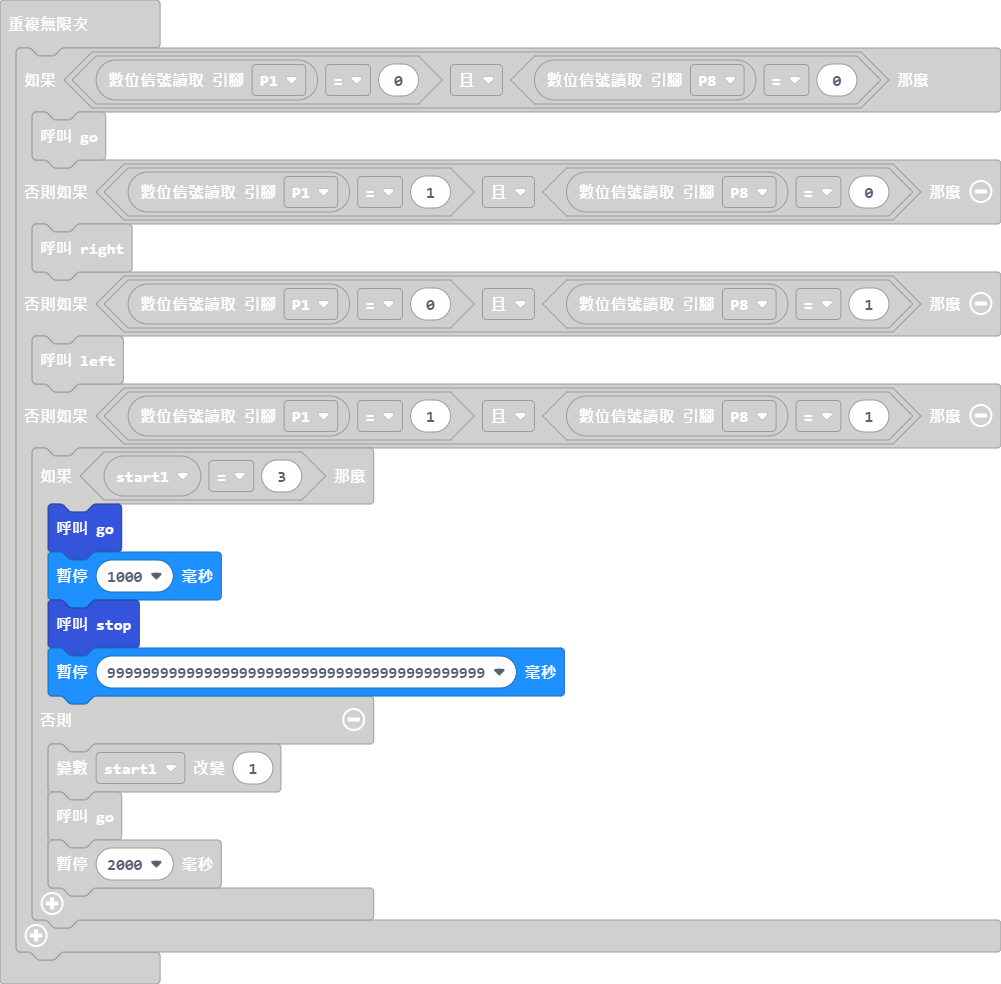 重複無限次
如果 數位信號讀取 引腳 P1 = 0 且 數位信號讀取 引腳 P8 = 0 那麼
呼叫 go
否則如果 數位信號讀取 引腳 P1 = 1 且 數位信號讀取 引腳 P8 = 0 那麼
呼叫 right
否則如果 數位信號讀取 引腳 P1 = 0 且 數位信號讀取 引腳 P8 = 1 那麼
呼叫 left
否則如果 數位信號讀取 引腳 P1 = 1 且 數位信號讀取 引腳 P8 = 1 那麼
如果 start1 = 3 那麼
呼叫 go
暫停 1000 毫秒
呼叫 stop
暫停 9999999999999999999999999999999999999999999 毫秒
否則
變數 start1 改變 1
呼叫 go
暫停 2000 毫秒